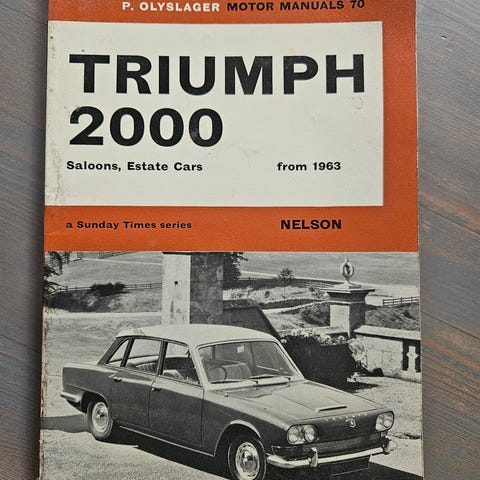 P. OLYSLAGER MOTOR MANUALS 70
TRIUMPH
2000
Saloons, Estate Cars from 1963
a Sunday Times series NELSON